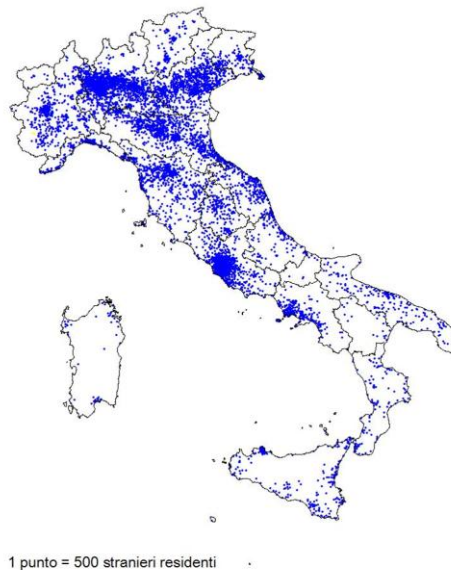 1 punto = 500 stranieri residenti